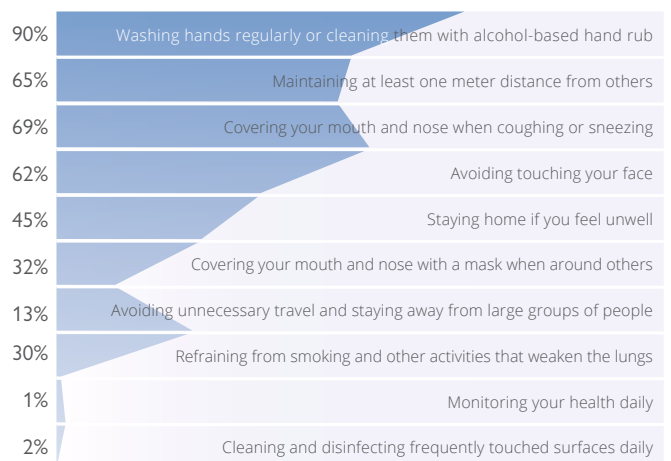 90% Washing hands regularly or cleaning them with alcohol-based hand rub
65% Maintaining at least one meter distance from others
69% Covering your mouth and nose when coughing or sneezing
62% Avoiding touching your face
45% Staying home if you feel unwell
32% Covering your mouth and nose with a mask when around others
13% Avoiding unnecessary travel and staying away from large groups of people
30% Refraining from smoking and other activities that weaken the lungs
1% Monitoring your health daily
2% Cleaning and disinfecting frequently touched surfaces daily